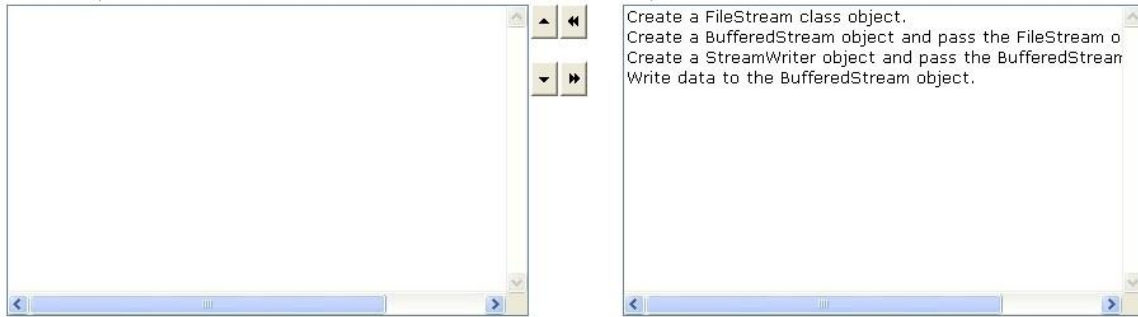 Create a FileStream class object.
Create a BufferedStream object and pass the FileStream o
Create a StreamWriter object and pass the BufferedStream
Write data to the BufferedStream object.